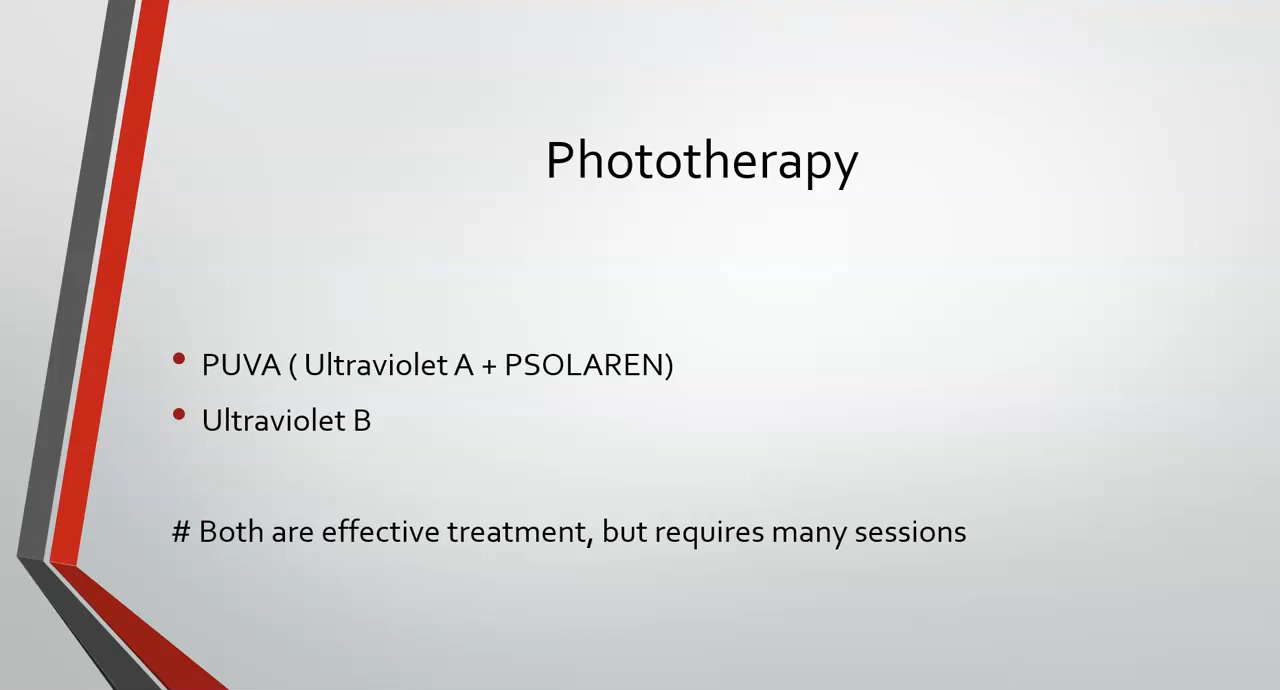 Phototherapy
• PUVA ( Ultraviolet A + PSOLAREN)
• Ultraviolet B
# Both are effective treatment, but requires many sessions